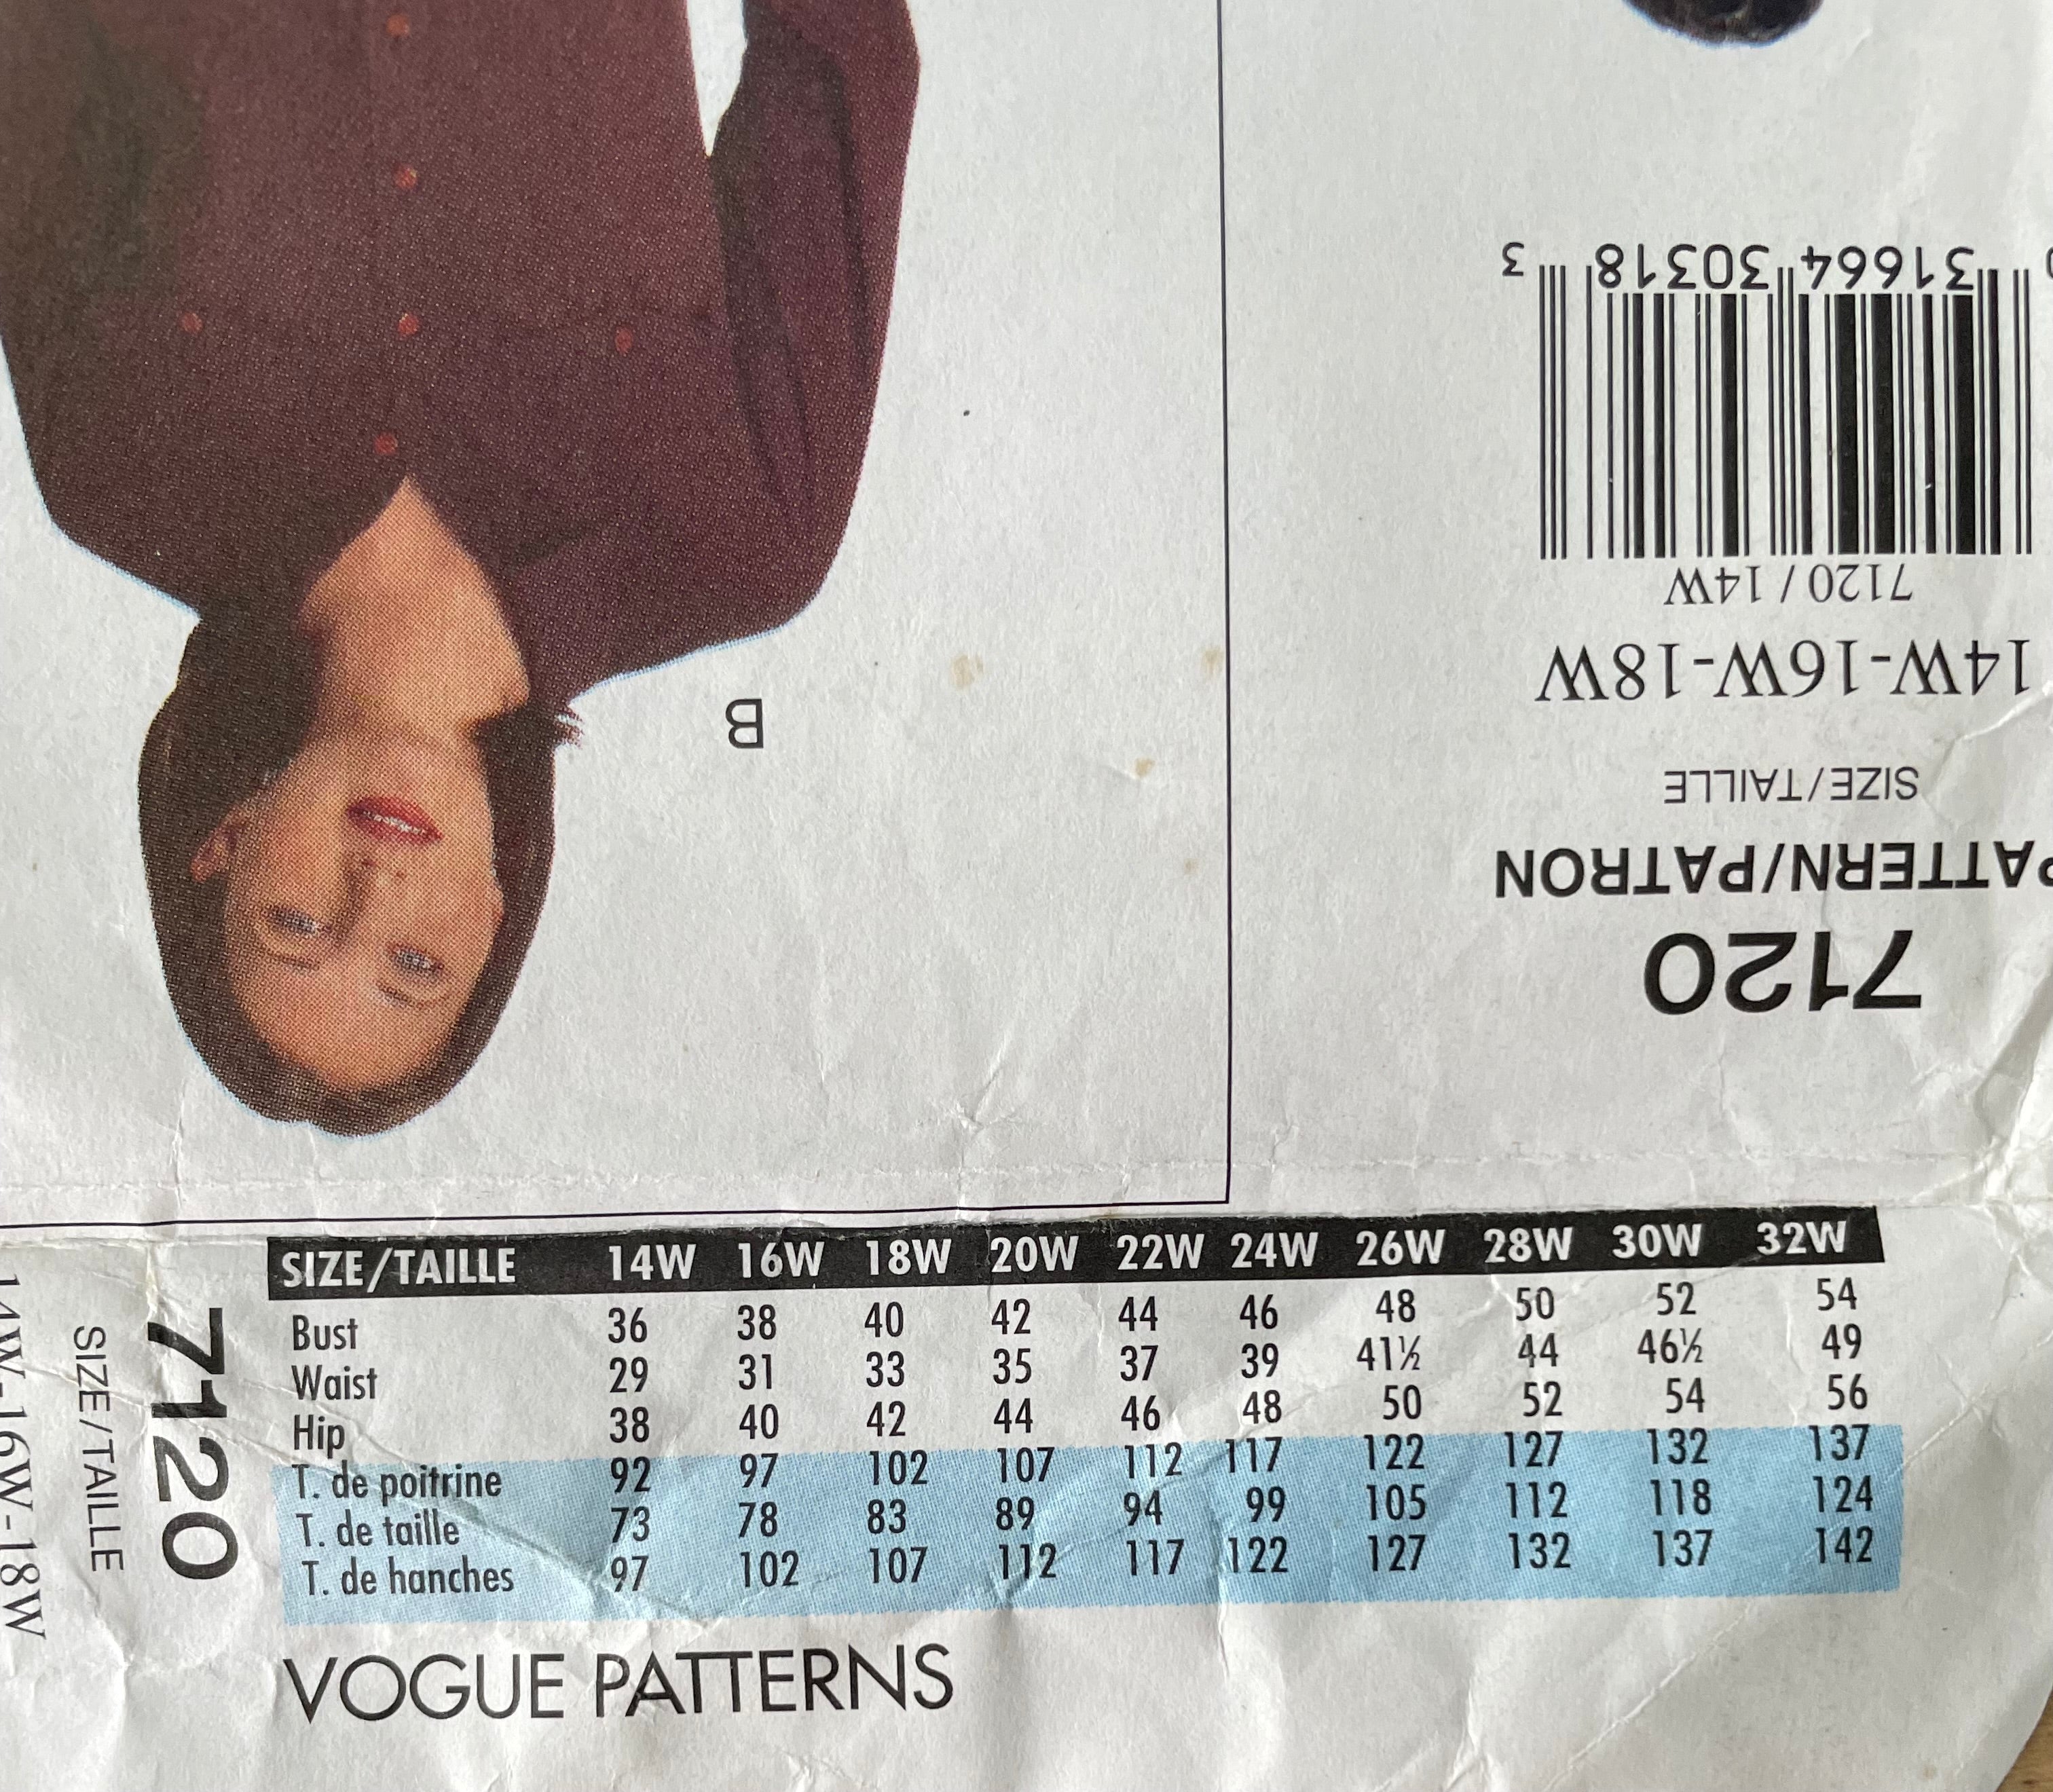 7120
PATTERN/PATRON
SIZE/TAILLE
14W-16W-18W
7120 / 14W
31664 30318 3
B
SIZE/TAILLE 14W 16W 18W 20W 22W 24W 26W 28W 30W 32W
Bust 36 38 40 42 44 46 48 50 52 54
Waist 29 31 33 35 37 39 41½ 44 46½ 49
Hip 38 40 42 44 46 48 50 52 54 56
T. de poitrine 92 97 102 107 112 117 122 127 132 137
T. de taille 73 78 83 89 94 99 105 112 118 124
T. de hanches 97 102 107 112 117 122 127 132 137 142
VOGUE PATTERNS
7120
SIZE/TAILLE
14W-16W-18W